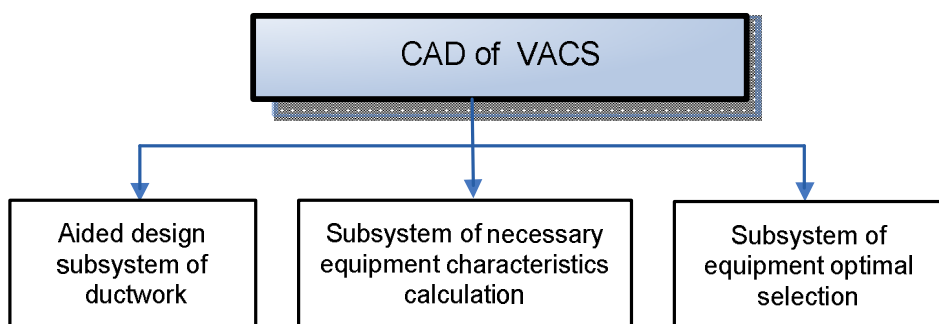 CAD of VACS
Aided design
subsystem of
ductwork
Subsystem of necessary
equipment characteristics
calculation
Subsystem of
equipment optimal
selection